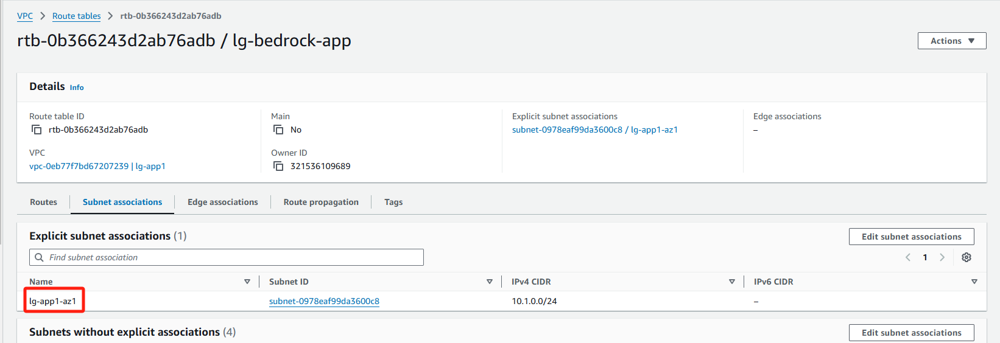 VPC > Route tables > rtb-0b366243d2ab76adb
rtb-0b366243d2ab76adb / lg-bedrock-app
Actions
Details Info
Route table ID
rtb-0b366243d2ab76adb
Main
No
Explicit subnet associations
subnet-0978eaf99da3600c8 / lg-app1-az1
Edge associations
–
VPC
vpc-0eb77f7bd67207239 | lg-app1
Owner ID
321536109689
Routes Subnet associations Edge associations Route propagation Tags
Explicit subnet associations (1)
Edit subnet associations
Find subnet association
1
Name Subnet ID IPv4 CIDR IPv6 CIDR
lg-app1-az1 subnet-0978eaf99da3600c8 10.1.0.0/24 –
Subnets without explicit associations (4)
Edit subnet associations